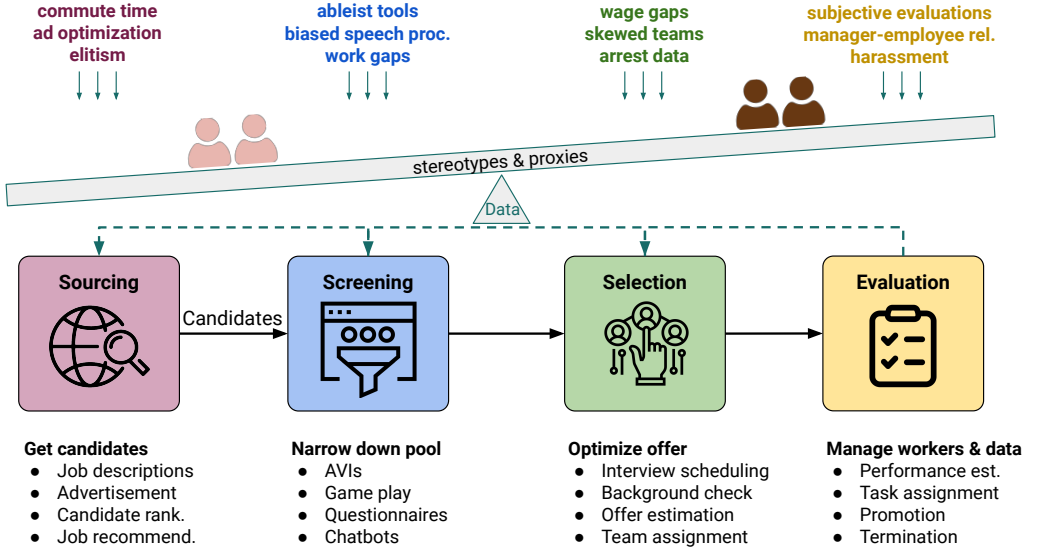 commute time
ad optimization
elitism
ableist tools
biased speech proc.
work gaps
wage gaps
skewed teams
arrest data
subjective evaluations
manager-employee rel.
harassment
stereotypes & proxies
Data
Sourcing
Candidates
Screening
Selection
Evaluation
Get candidates
● Job descriptions
● Advertisement
● Candidate rank.
● Job recommend.
Narrow down pool
● AVIs
● Game play
● Questionnaires
● Chatbots
Optimize offer
● Interview scheduling
● Background check
● Offer estimation
● Team assignment
Manage workers & data
● Performance est.
● Task assignment
● Promotion
● Termination